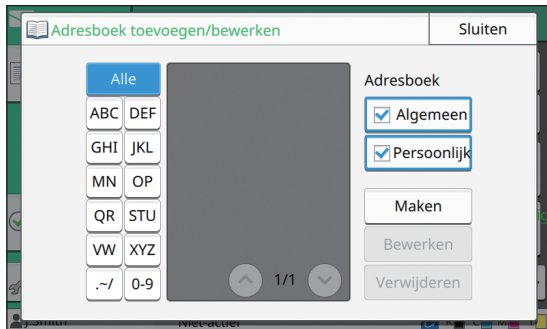 Adresboek toevoegen/bewerken
Sluiten
Alle
ABC DEF
GHI JKL
MN OP
QR STU
VW XYZ
.~/ 0-9
1/1
Adresboek
Algemeen
Persoonlijk
Maken
Bewerken
Verwijderen
Niet-actief